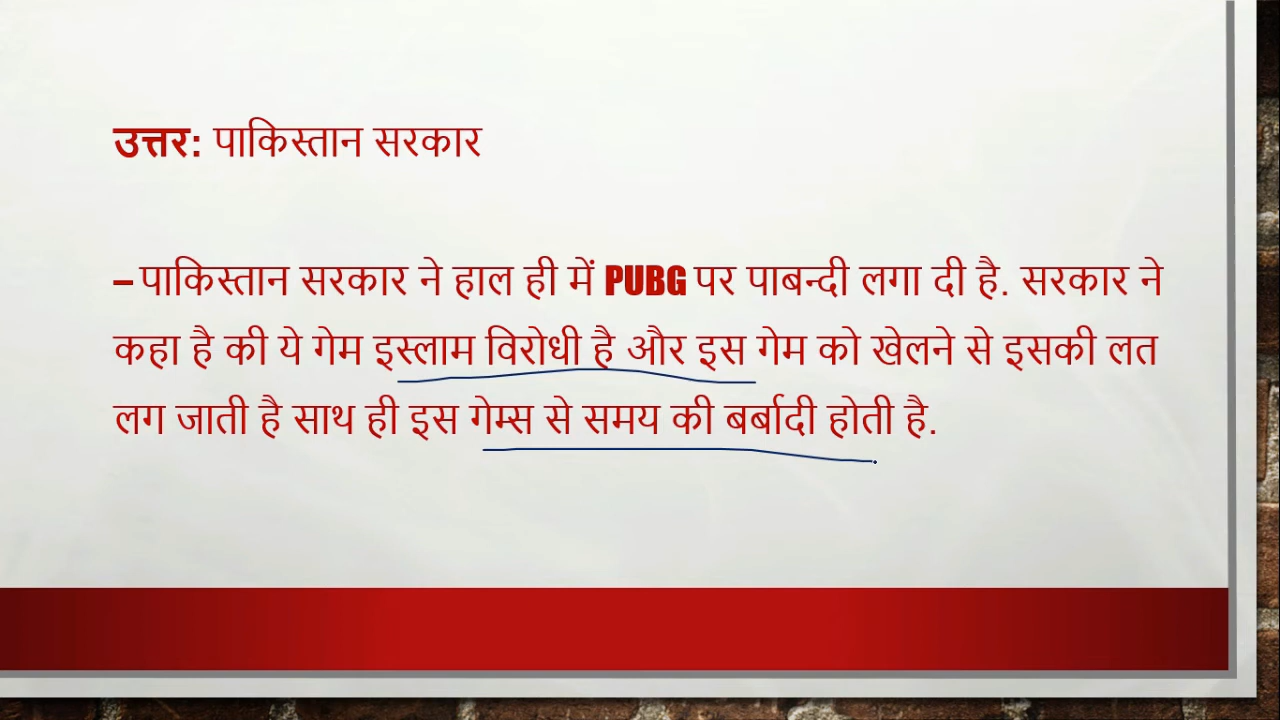 उत्तर: पाकिस्तान सरकार
– पाकिस्तान सरकार ने हाल ही में PUBG पर पाबन्दी लगा दी है. सरकार ने
कहा है की ये गेम इस्लाम विरोधी है और इस गेम को खेलने से इसकी लत
लग जाती है साथ ही इस गेम्स से समय की बर्बादी होती है.